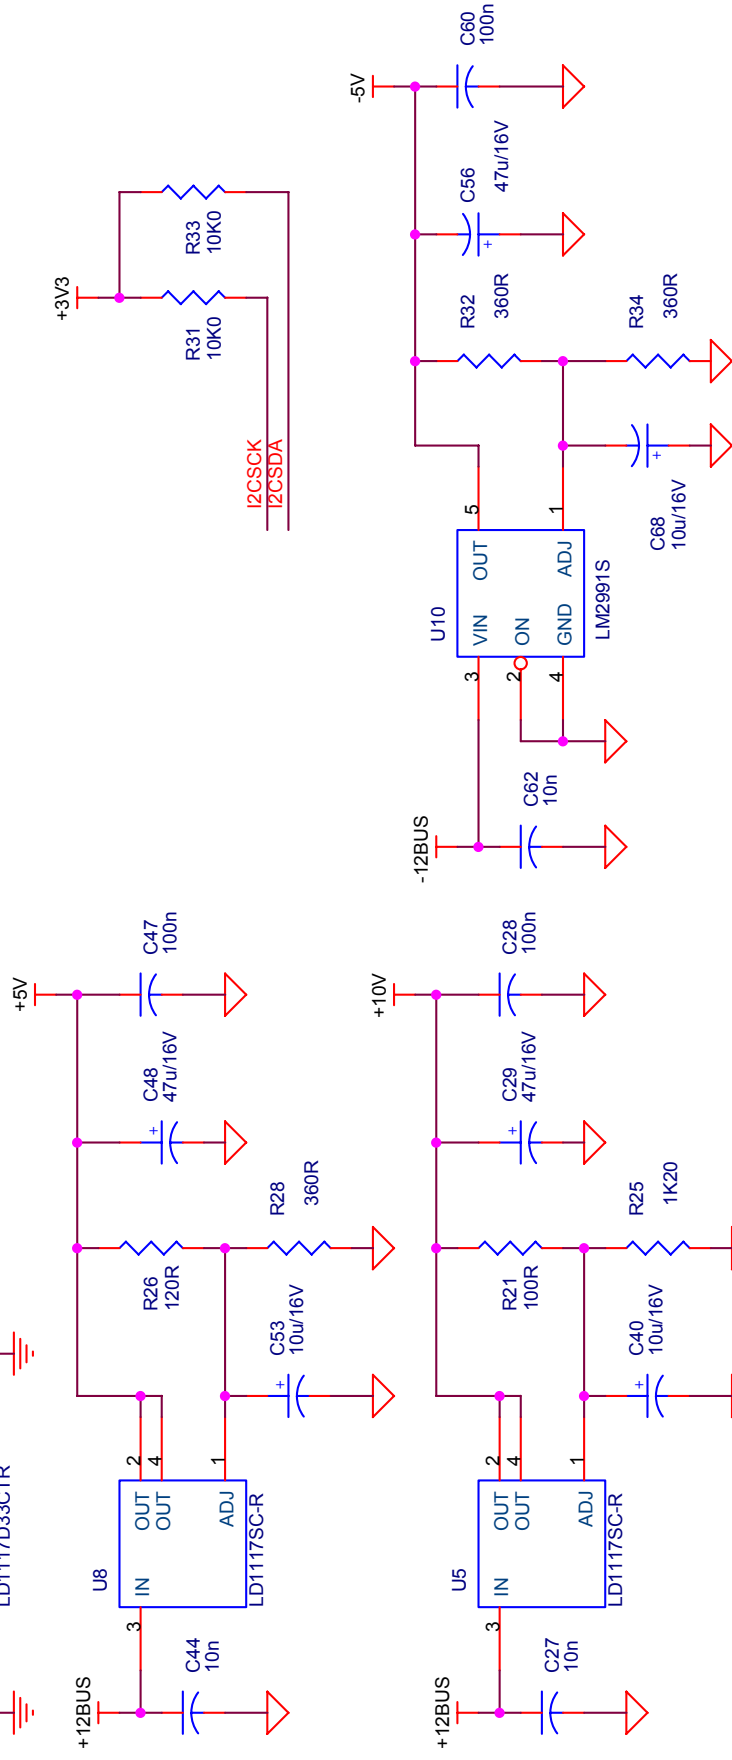 +3V3
R31
10K0
R33
10K0
I2CSCK
I2CSDA
-5V
C60
100n
C56
47u/16V
R32
360R
R34
360R
C68
10u/16V
U10
VIN
OUT
ON
GND
ADJ
3
5
2
4
1
LM2991S
-12BUS
C62
10n
+5V
C47
100n
C48
47u/16V
R28
360R
R26
120R
C53
10u/16V
U8
IN
OUT
OUT
ADJ
3
2
4
1
LD1117SC-R
+12BUS
C44
10n
LD1117D33CTR
+10V
C28
100n
C29
47u/16V
R25
1K20
R21
100R
C40
10u/16V
U5
IN
OUT
OUT
ADJ
3
2
4
1
LD1117SC-R
+12BUS
C27
10n